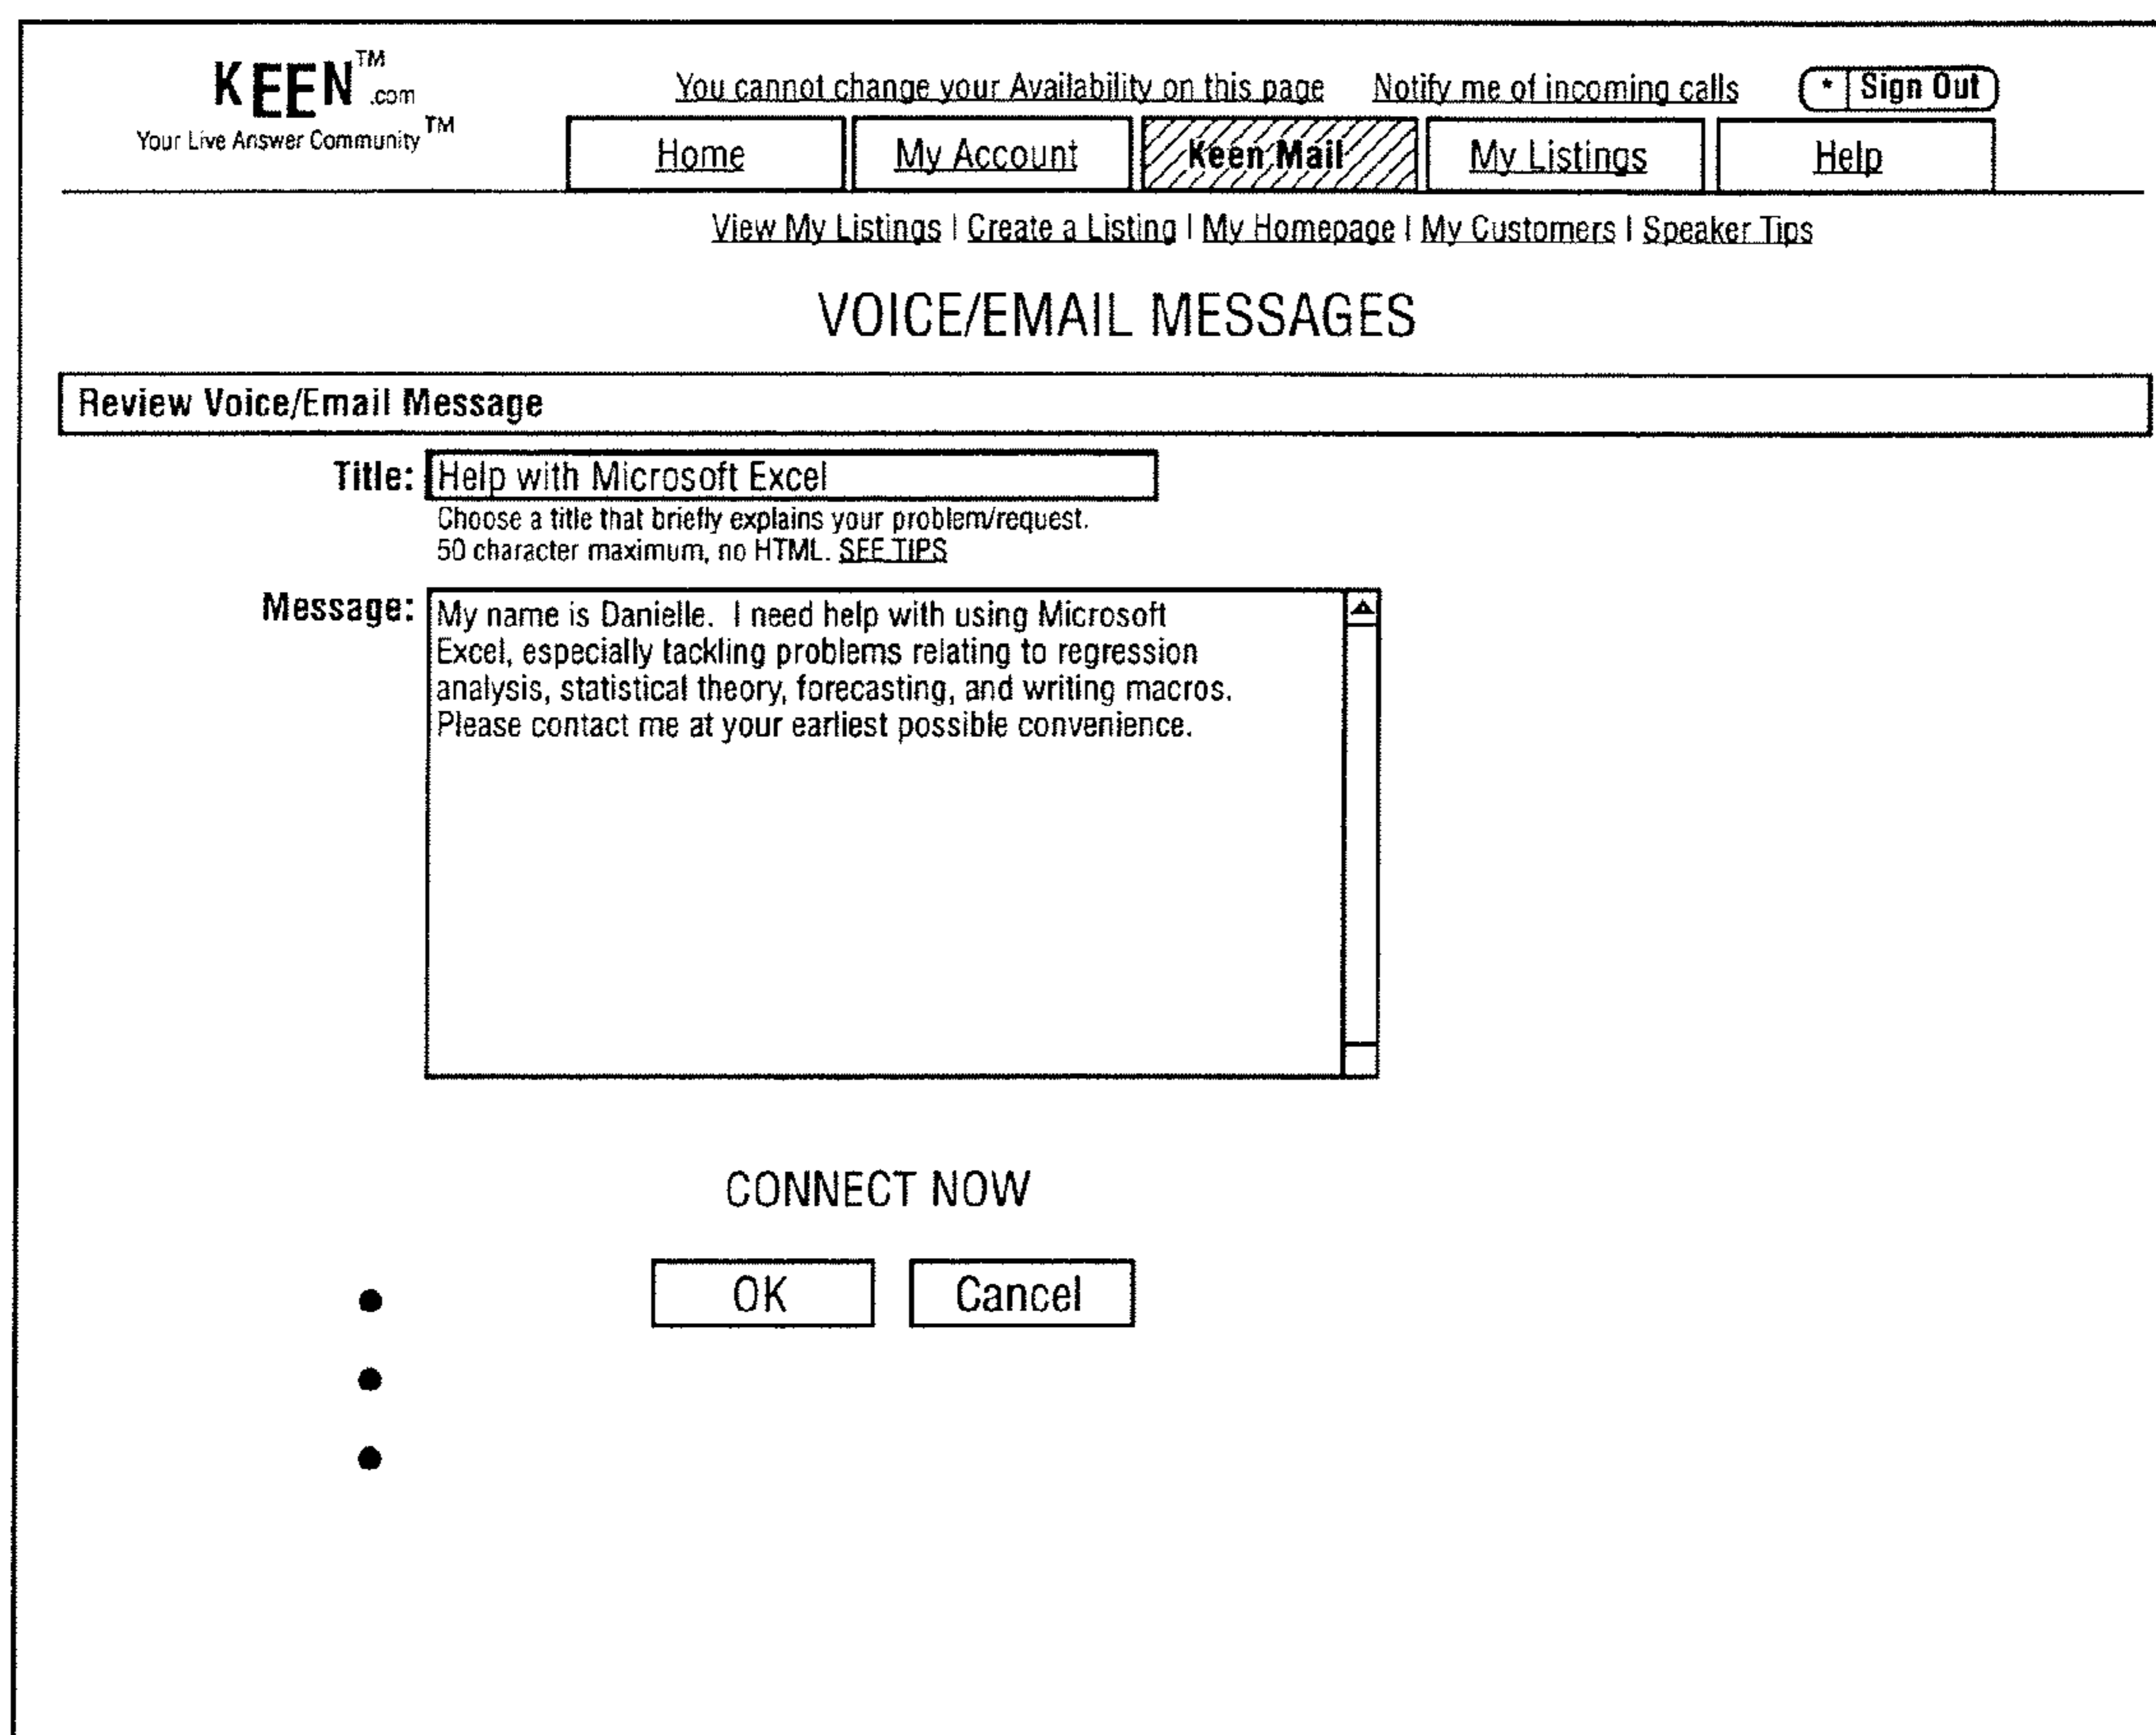 KEEN™.com
Your Live Answer Community™
You cannot change your Availability on this page Notify me of incoming calls * Sign Out
Home My Account Keen Mail My Listings Help
View My Listings | Create a Listing | My Homepage | My Customers | Speaker Tips
VOICE/EMAIL MESSAGES
Review Voice/Email Message
Title: Help with Microsoft Excel
Choose a title that briefly explains your problem/request.
50 character maximum, no HTML. SEE TIPS
Message: My name is Danielle. I need help with using Microsoft
Excel, especially tackling problems relating to regression
analysis, statistical theory, forecasting, and writing macros.
Please contact me at your earliest possible convenience.
CONNECT NOW
OK Cancel